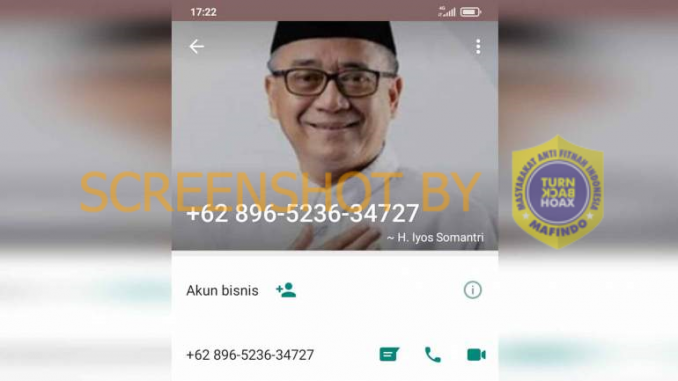 17:22
SCREENSHOT BY
+62 896-5236-34727
~ H. Iyos Somantri
Akun bisnis
+62 896-5236-34727
MASYARAKAT ANTI FITNAH INDONESIA
TURN
BACK
HOAX
MAFINDO